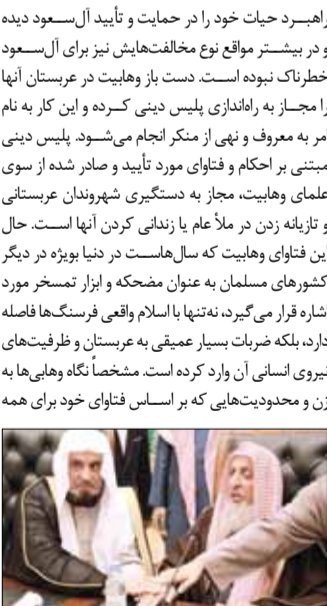 راهبرد حیات خود را در حمایت و تأیید آل‌سعود دیده
و در بیشتر مواقع نوع مخالفت‌هایش نیز برای آل‌سعود
خطرناک نبوده است. دست باز وهابیت در عربستان آنها
را مجاز به راه‌اندازی پلیس دینی کرده و این کار به نام
امر به معروف و نهی از منکر انجام می‌شود. پلیس دینی
مبتنی بر احکام و فتاوای مورد تأیید و صادر شده از سوی
علمای وهابیت، مجاز به دستگیری شهروندان عربستانی
و تازیانه زدن در ملأ عام یا زندانی کردن آنها است. حال
این فتاوای وهابیت که سال‌هاست در دنیا بویژه در دیگر
کشورهای مسلمان به عنوان مضحکه و ابزار تمسخر مورد
اشاره قرار می‌گیرد، نه‌تنها با اسلام واقعی فرسنگ‌ها فاصله
دارد، بلکه ضربات بسیار عمیقی به عربستان و ظرفیت‌های
نیروی انسانی آن وارد کرده است. مشخصاً نگاه وهابی‌ها به
زن و محدودیت‌هایی که بر اساس فتاوای خود برای همه